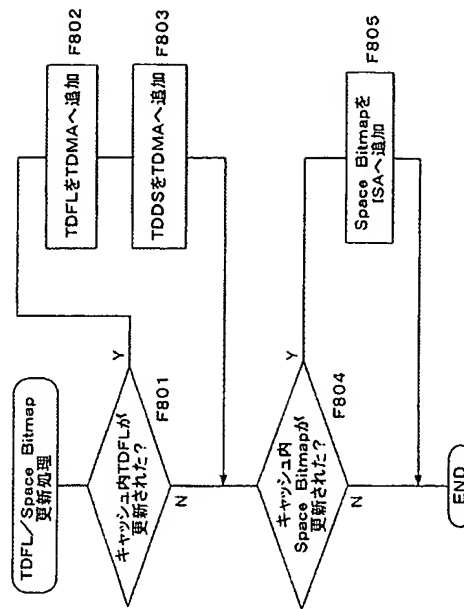 TDFL/Space Bitmap
更新処理
キャッシュ内TDFLが
更新された？
F801
Y
N
TDFLをTDMAへ追加
F802
TDDSをTDMAへ追加
F803
キャッシュ内
Space Bitmapが
更新された？
F804
Y
N
Space Bitmapを
ISAへ追加
F805
END